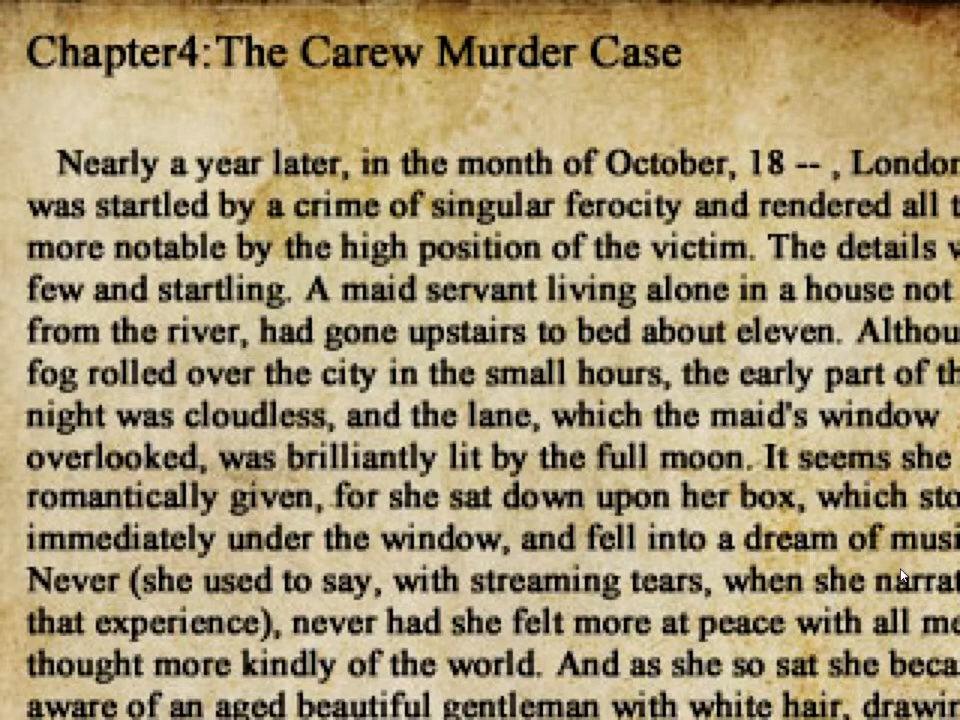 Chapter4:The Carew Murder Case
Nearly a year later, in the month of October, 18 -- , London
was startled by a crime of singular ferocity and rendered all
more notable by the high position of the victim. The details
few and startling. A maid servant living alone in a house not
from the river, had gone upstairs to bed about eleven.
fog rolled over the city in the small hours, the early part of
night was cloudless, and the lane, which the maid's window
overlooked, was brilliantly lit by the full moon. It seems she
romantically given, for she sat down upon her box, which
immediately under the window, and fell into a dream of
Never (she used to say, with streaming tears, when she
that experience), never had she felt more at peace with all
thought more kindly of the world. And as she so sat she
aware of an aged beautiful gentleman with white hair,